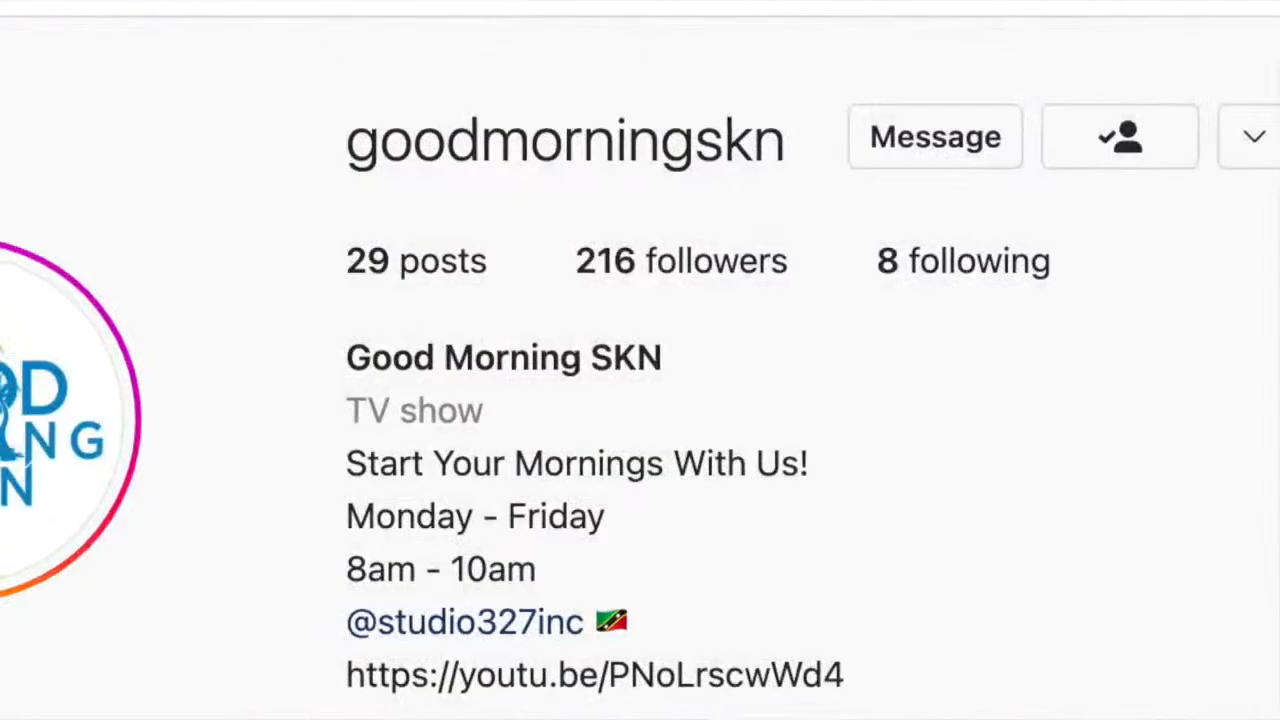 goodmorningskn Message
29 posts 216 followers 8 following
Good Morning SKN
TV show
Start Your Mornings With Us!
Monday - Friday
8am - 10am
@studio327inc 🇰🇳
https://youtu.be/PNoLrscwWd4